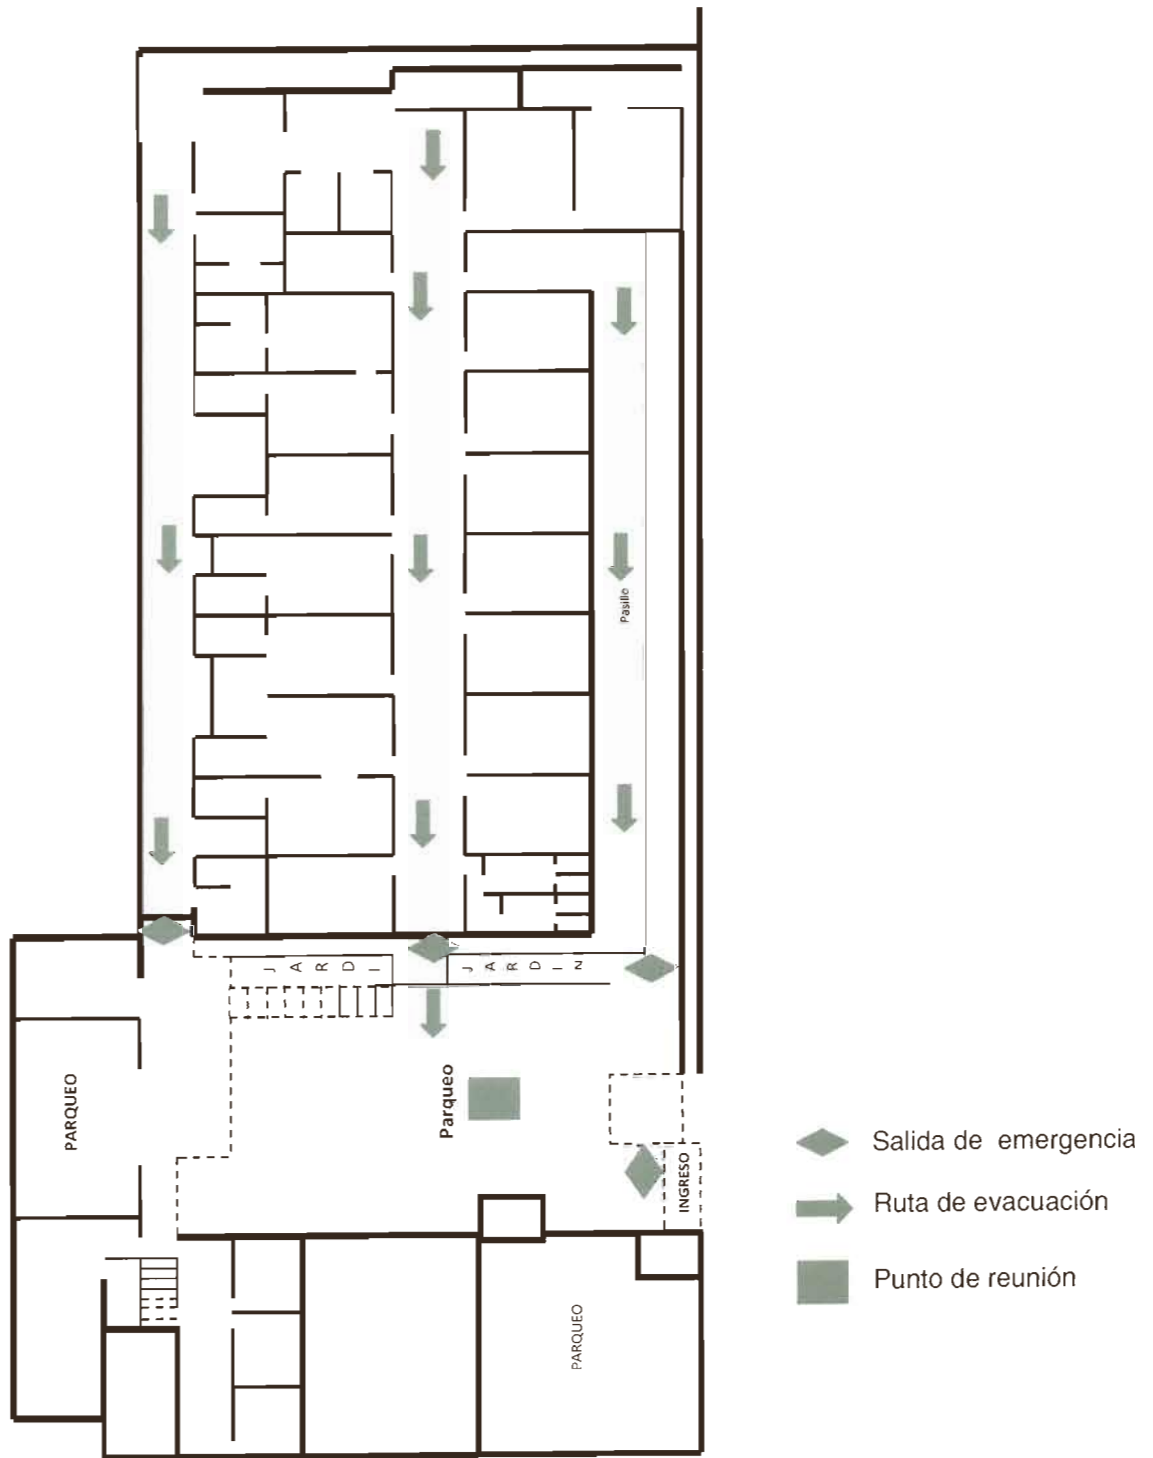 Pasillo
J A R D I
J A R D I N
Parqueo
PARQUEO
INGRESO
PARQUEO
Salida de emergencia
Ruta de evacuación
Punto de reunión